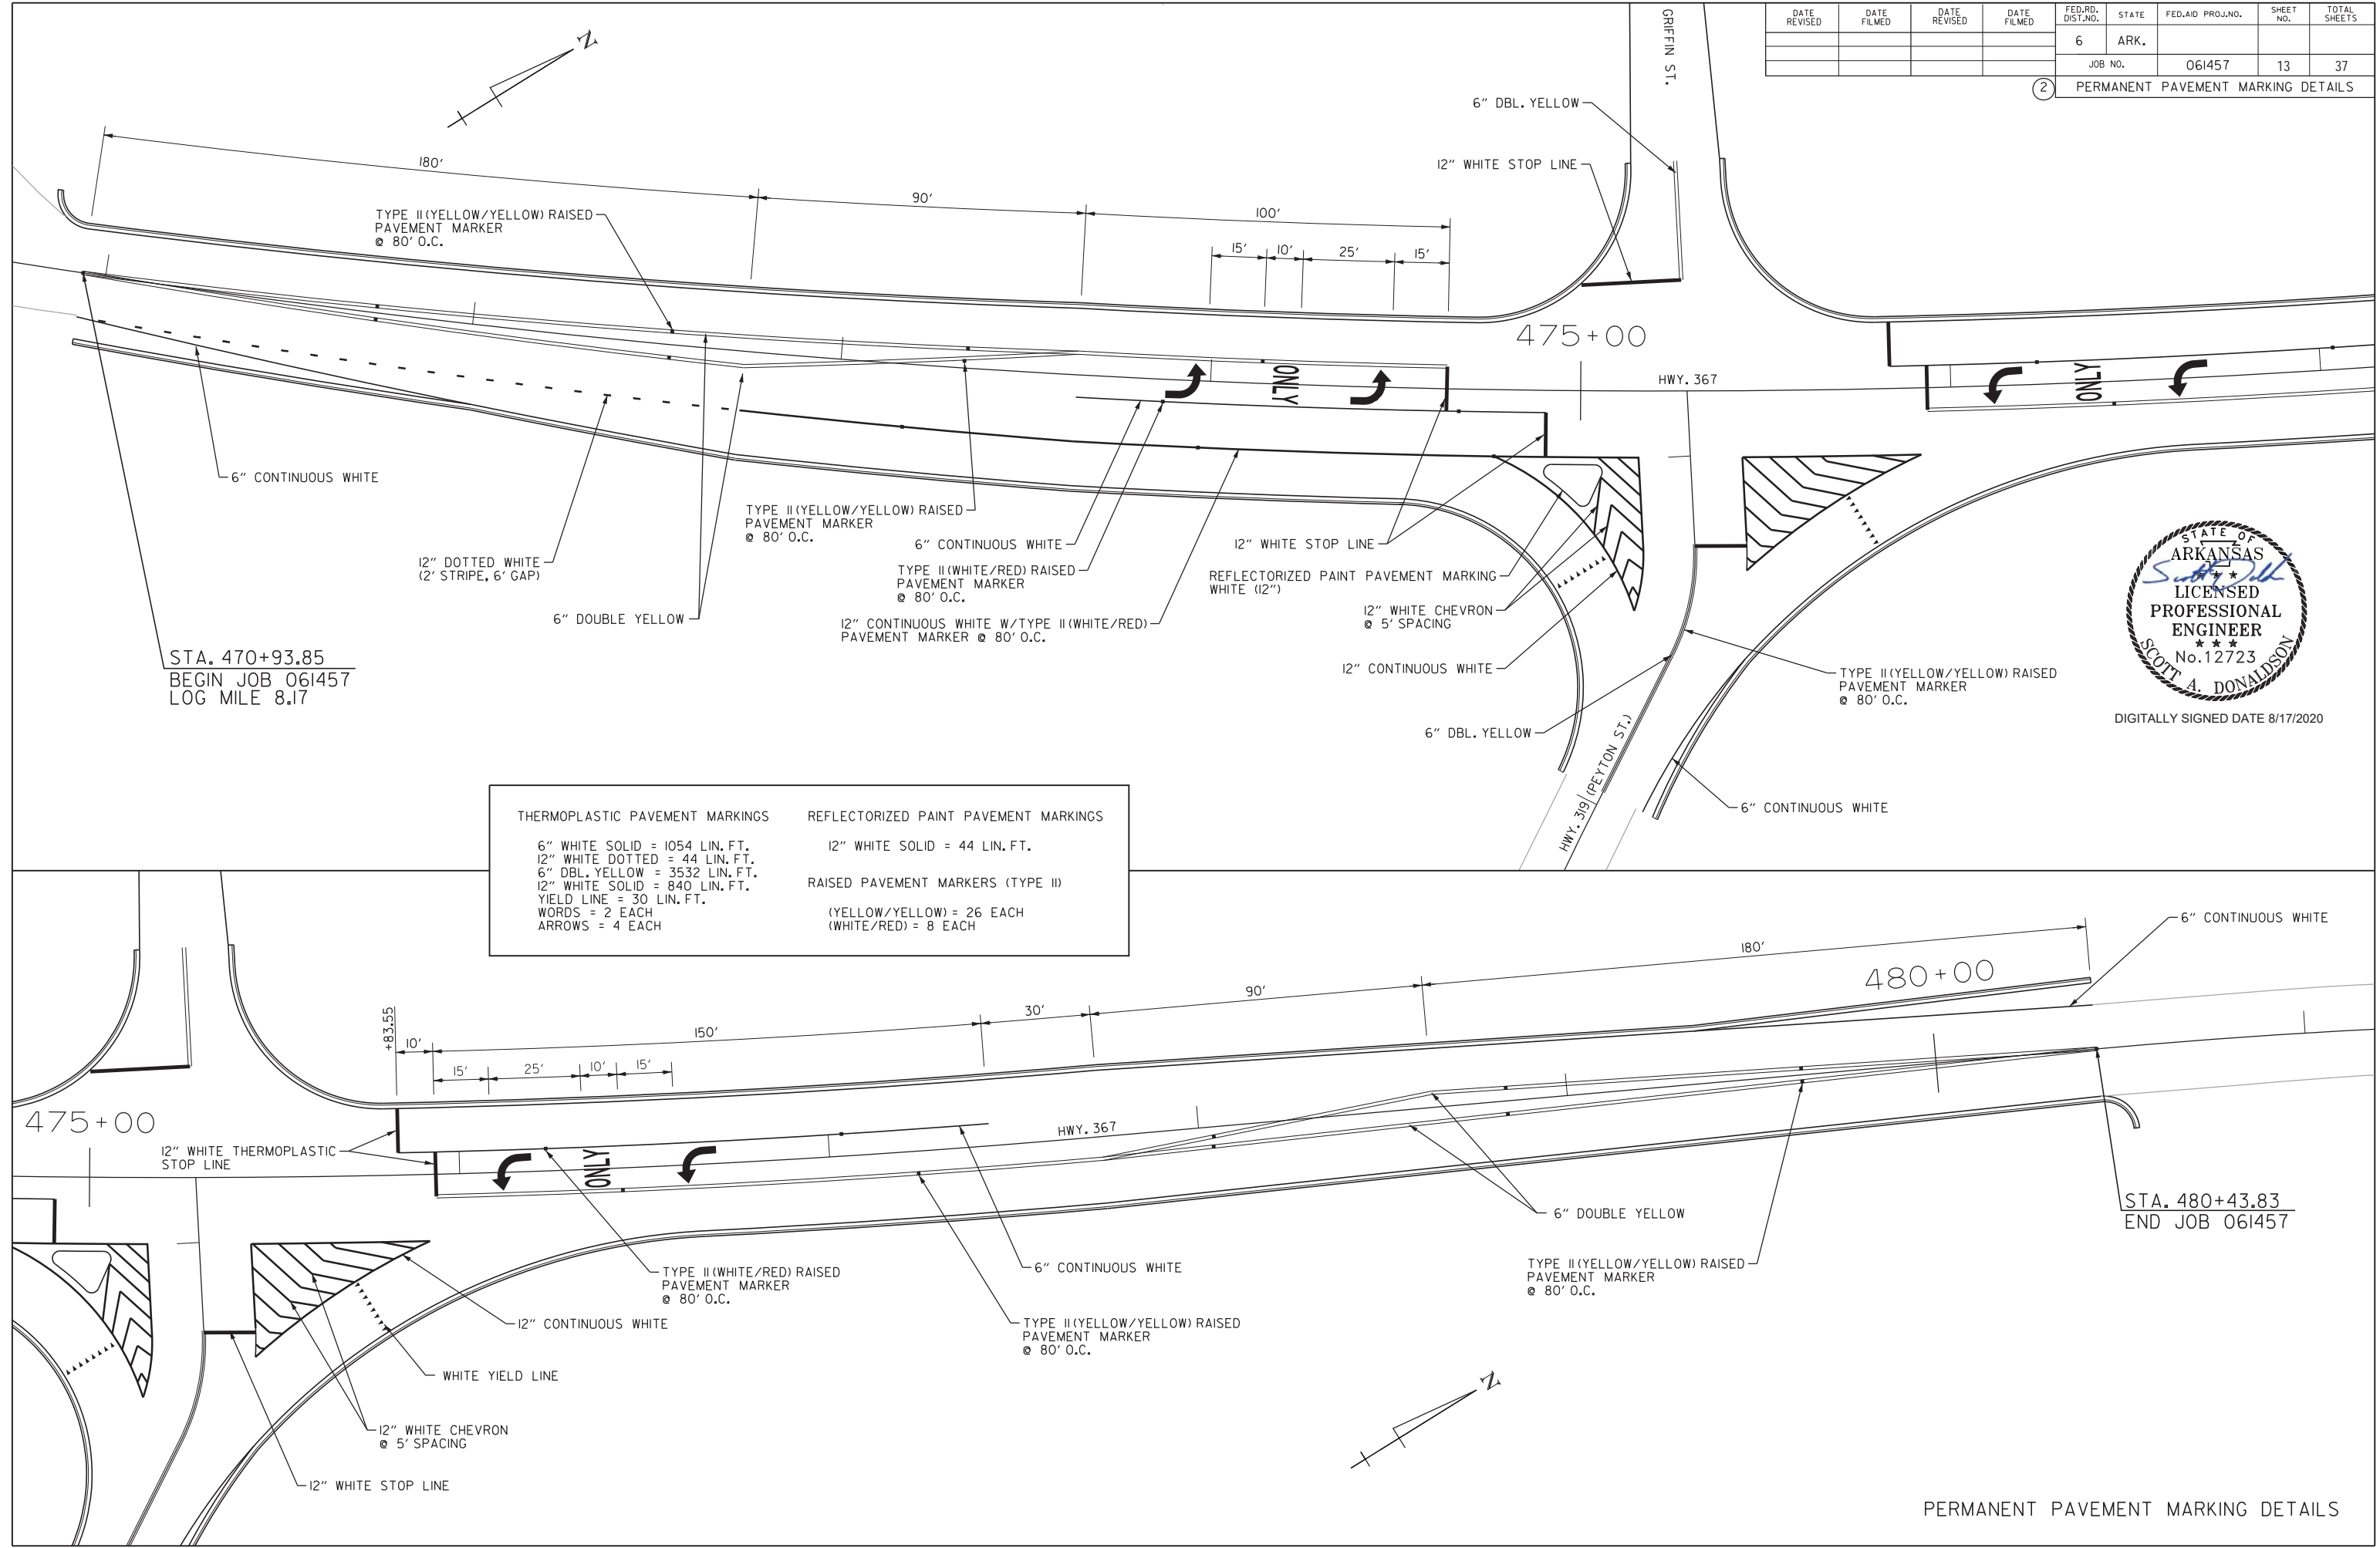 DATE REVISED
DATE FILMED
DATE REVISED
DATE FILMED
FED.RD. DIST.NO.
STATE
FED.AID PROJ.NO.
SHEET NO.
TOTAL SHEETS
6
ARK.
JOB NO.
061457
13
37
2
PERMANENT PAVEMENT MARKING DETAILS
N
GRIFFIN ST.
6" DBL. YELLOW
12" WHITE STOP LINE
180'
90'
100'
15'
10'
25'
15'
TYPE II (YELLOW/YELLOW) RAISED
PAVEMENT MARKER
@ 80' O.C.
475+00
HWY. 367
ONLY
ONLY
6" CONTINUOUS WHITE
12" DOTTED WHITE
(2' STRIPE, 6' GAP)
6" DOUBLE YELLOW
TYPE II (YELLOW/YELLOW) RAISED
PAVEMENT MARKER
@ 80' O.C.
6" CONTINUOUS WHITE
TYPE II (WHITE/RED) RAISED
PAVEMENT MARKER
@ 80' O.C.
12" CONTINUOUS WHITE W/TYPE II (WHITE/RED)
PAVEMENT MARKER @ 80' O.C.
12" WHITE STOP LINE
REFLECTORIZED PAINT PAVEMENT MARKING
WHITE (12")
12" WHITE CHEVRON
@ 5' SPACING
12" CONTINUOUS WHITE
6" DBL. YELLOW
HWY. 319 (PEYTON ST.)
TYPE II (YELLOW/YELLOW) RAISED
PAVEMENT MARKER
@ 80' O.C.
6" CONTINUOUS WHITE
STA. 470+93.85
BEGIN JOB 061457
LOG MILE 8.17
STATE OF
ARKANSAS
★ ★ ★
LICENSED
PROFESSIONAL
ENGINEER
★ ★ ★
No.12723
SCOTT A. DONALDSON
DIGITALLY SIGNED DATE 8/17/2020
THERMOPLASTIC PAVEMENT MARKINGS
6" WHITE SOLID = 1054 LIN. FT.
12" WHITE DOTTED = 44 LIN. FT.
6" DBL. YELLOW = 3532 LIN. FT.
12" WHITE SOLID = 840 LIN. FT.
YIELD LINE = 30 LIN. FT.
WORDS = 2 EACH
ARROWS = 4 EACH
REFLECTORIZED PAINT PAVEMENT MARKINGS
12" WHITE SOLID = 44 LIN. FT.
RAISED PAVEMENT MARKERS (TYPE II)
(YELLOW/YELLOW) = 26 EACH
(WHITE/RED) = 8 EACH
6" CONTINUOUS WHITE
180'
480+00
90'
30'
150'
+83.55
10'
15'
25'
10'
15'
475+00
HWY. 367
12" WHITE THERMOPLASTIC
STOP LINE
ONLY
STA. 480+43.83
END JOB 061457
6" DOUBLE YELLOW
TYPE II (YELLOW/YELLOW) RAISED
PAVEMENT MARKER
@ 80' O.C.
6" CONTINUOUS WHITE
TYPE II (WHITE/RED) RAISED
PAVEMENT MARKER
@ 80' O.C.
TYPE II (YELLOW/YELLOW) RAISED
PAVEMENT MARKER
@ 80' O.C.
12" CONTINUOUS WHITE
WHITE YIELD LINE
12" WHITE CHEVRON
@ 5' SPACING
12" WHITE STOP LINE
N
PERMANENT PAVEMENT MARKING DETAILS